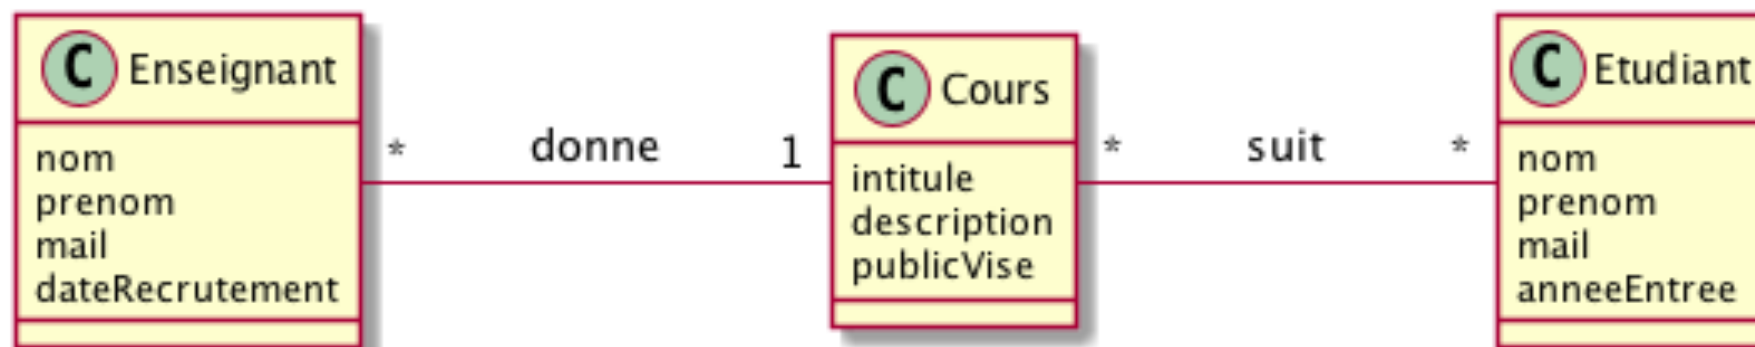 C Enseignant
nom
prenom
mail
dateRecrutement
* donne 1
C Cours
intitule
description
publicVise
* suit *
C Etudiant
nom
prenom
mail
anneeEntree